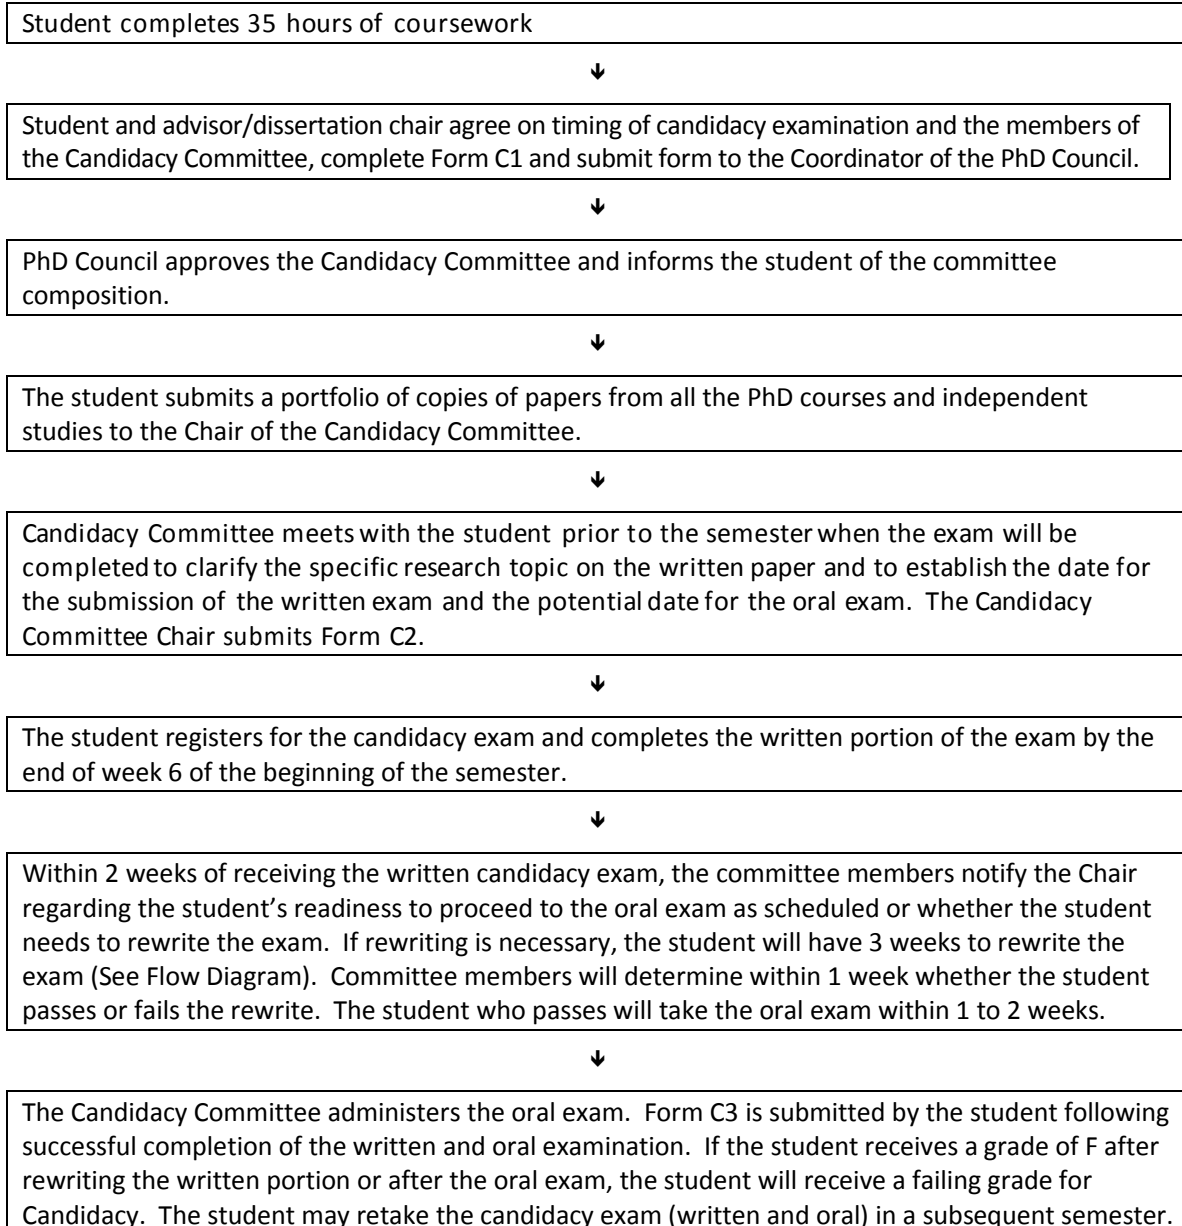 Student completes 35 hours of coursework
Student and advisor/dissertation chair agree on timing of candidacy examination and the members of
the Candidacy Committee, complete Form C1 and submit form to the Coordinator of the PhD Council.
PhD Council approves the Candidacy Committee and informs the student of the committee
composition.
The student submits a portfolio of copies of papers from all the PhD courses and independent
studies to the Chair of the Candidacy Committee.
Candidacy Committee meets with the student prior to the semester when the exam will be
completed to clarify the specific research topic on the written paper and to establish the date for
the submission of the written exam and the potential date for the oral exam. The Candidacy
Committee Chair submits Form C2.
The student registers for the candidacy exam and completes the written portion of the exam by the
end of week 6 of the beginning of the semester.
Within 2 weeks of receiving the written candidacy exam, the committee members notify the Chair
regarding the student’s readiness to proceed to the oral exam as scheduled or whether the student
needs to rewrite the exam. If rewriting is necessary, the student will have 3 weeks to rewrite the
exam (See Flow Diagram). Committee members will determine within 1 week whether the student
passes or fails the rewrite. The student who passes will take the oral exam within 1 to 2 weeks.
The Candidacy Committee administers the oral exam. Form C3 is submitted by the student following
successful completion of the written and oral examination. If the student receives a grade of F after
rewriting the written portion or after the oral exam, the student will receive a failing grade for
Candidacy. The student may retake the candidacy exam (written and oral) in a subsequent semester.